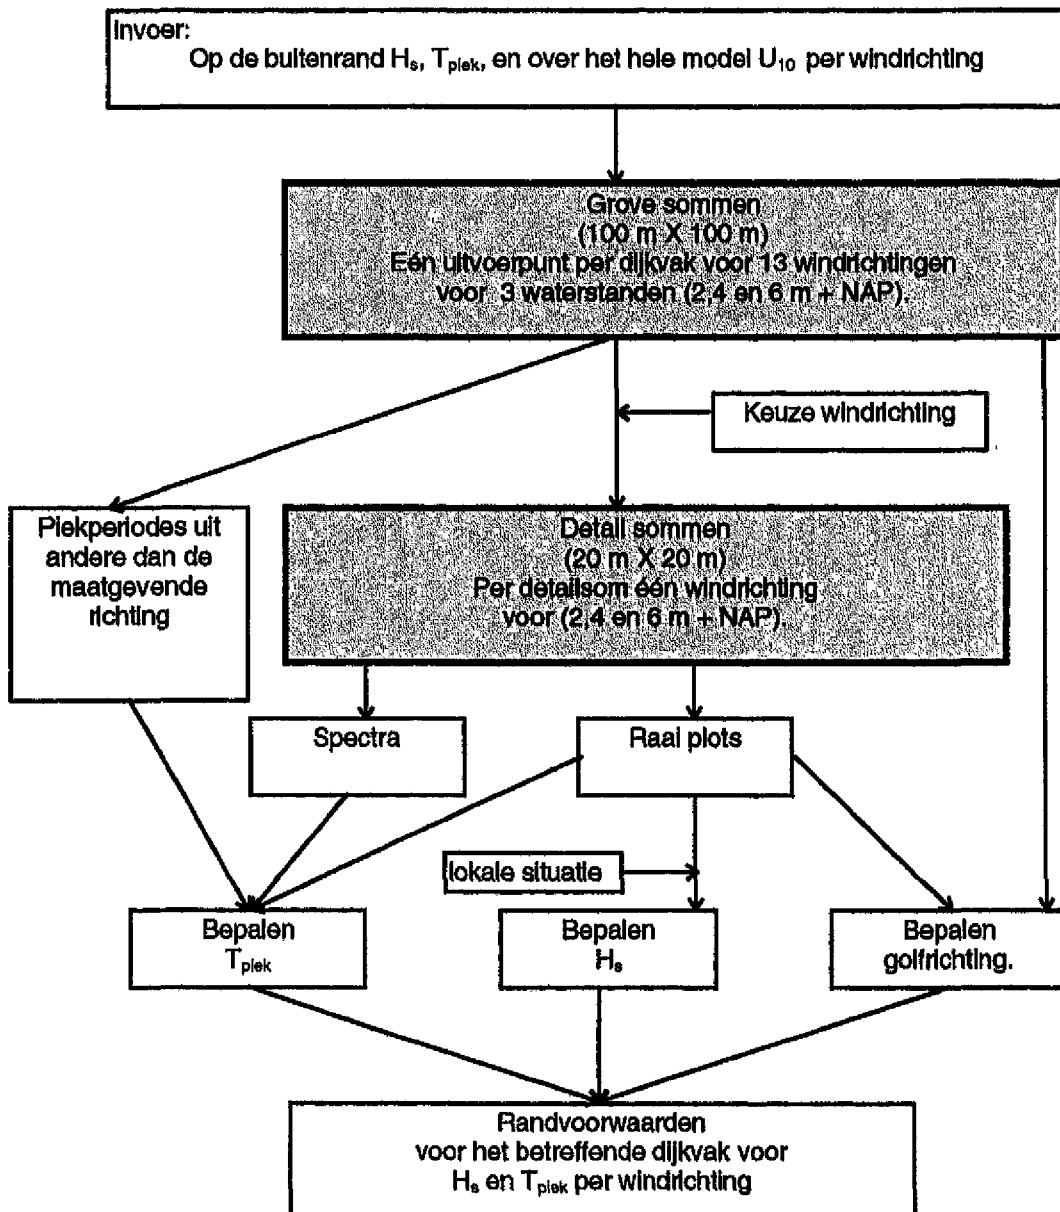 Invoer:
Op de buitenrand Hs, Tpiek, en over het hele model U10 per windrichting
Grove sommen
(100 m X 100 m)
Eén uitvoerpunt per dijkvak voor 13 windrichtingen
voor 3 waterstanden (2,4 en 6 m + NAP).
Keuze windrichting
Piekperiodes uit
andere dan de
maatgevende
richting
Detail sommen
(20 m X 20 m)
Per detailsom één windrichting
voor (2,4 en 6 m + NAP).
Spectra
Raai plots
lokale situatie
Bepalen
Tpiek
Bepalen
Hs
Bepalen
golfrichting.
Randvoorwaarden
voor het betreffende dijkvak voor
Hs en Tpiek per windrichting